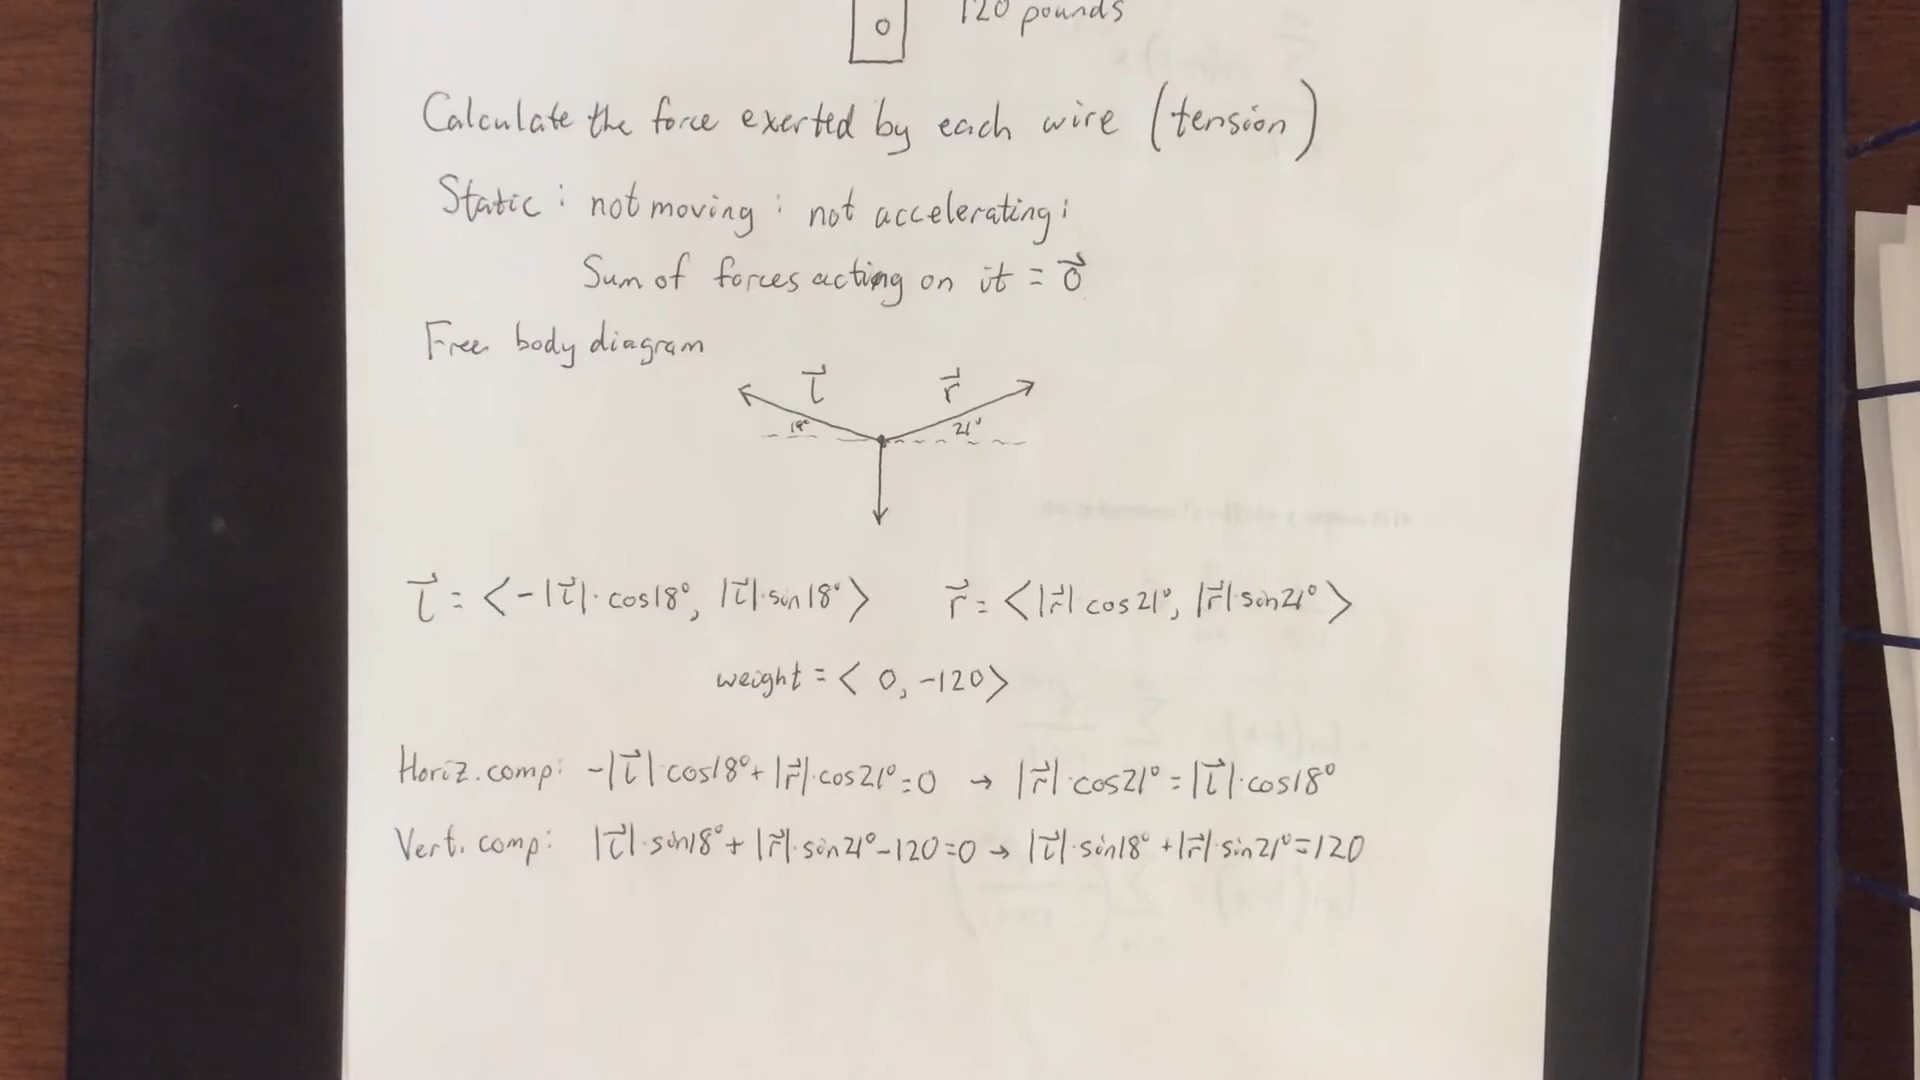 120 pounds
Calculate the force exerted by each wire (tension)
Static: not moving: not accelerating:
Sum of forces acting on it = 0⃗
Free body diagram
l⃗ r⃗
18° 21°
l⃗ = <-|l⃗|·cos18°, |l⃗|·sin18°> r⃗ = <|r⃗| cos21°, |r⃗|·sin21°>
weight = <0, -120>
Horiz. comp: -|l⃗|·cos18°+|r⃗|·cos21°=0 → |r⃗|·cos21°=|l⃗|·cos18°
Vert. comp: |l⃗|·sin18°+|r⃗|·sin21°-120=0 → |l⃗|·sin18°+|r⃗|·sin21°=120